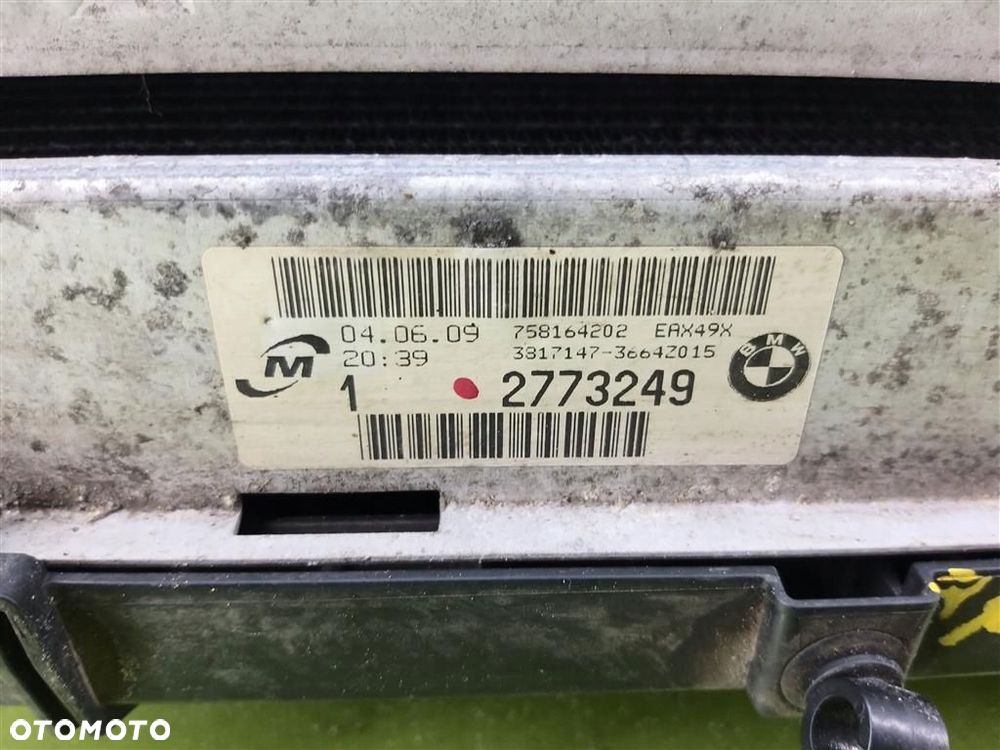 04.06.09 758164202 EAX49X
20:39 3817147-3664Z015
M
BMW
1 2773249
OTOMOTO